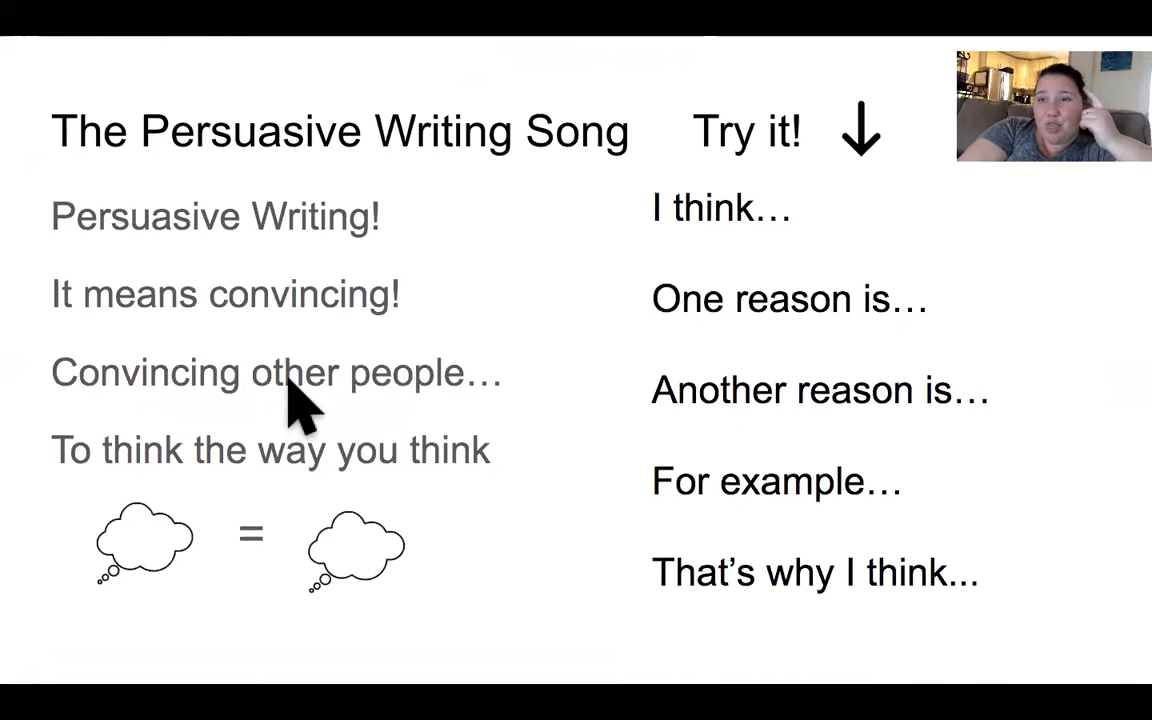 The Persuasive Writing Song
Persuasive Writing!
It means convincing!
Convincing other people…
To think the way you think
=
Try it!
I think…
One reason is…
Another reason is…
For example…
That’s why I think...